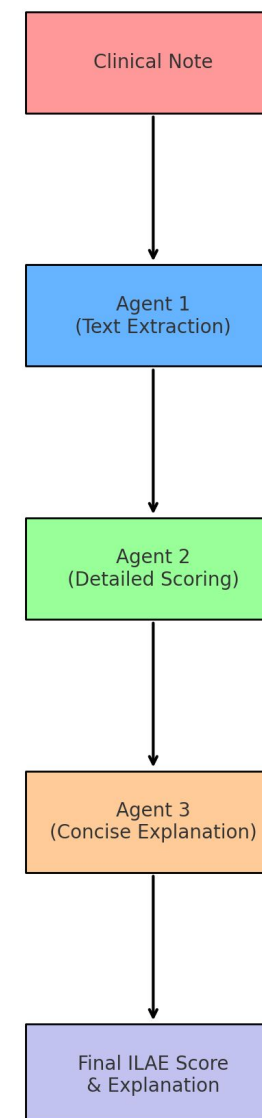 Clinical Note
Agent 1
(Text Extraction)
Agent 2
(Detailed Scoring)
Agent 3
(Concise Explanation)
Final ILAE Score
& Explanation